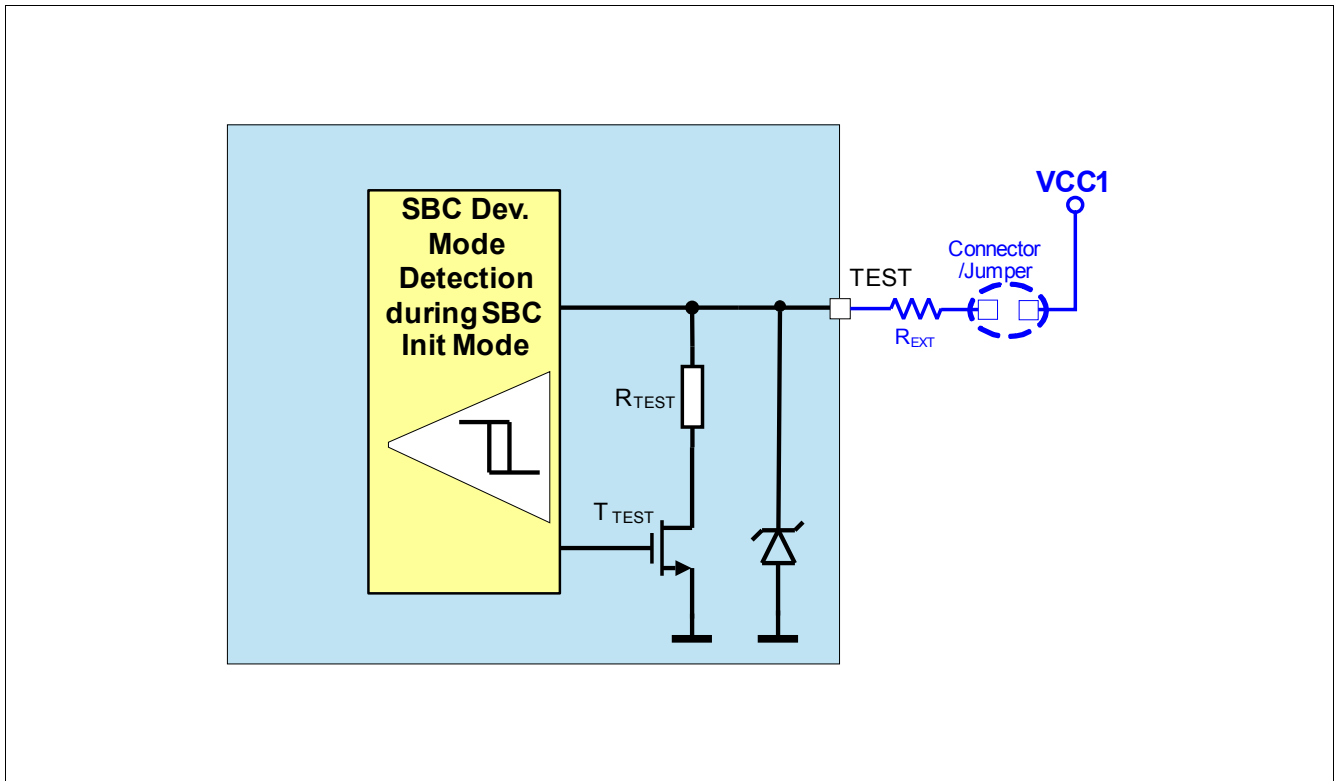 SBC Dev.
Mode
Detection
during SBC
Init Mode
RTEST
TTEST
TEST
REXT
Connector
/Jumper
VCC1